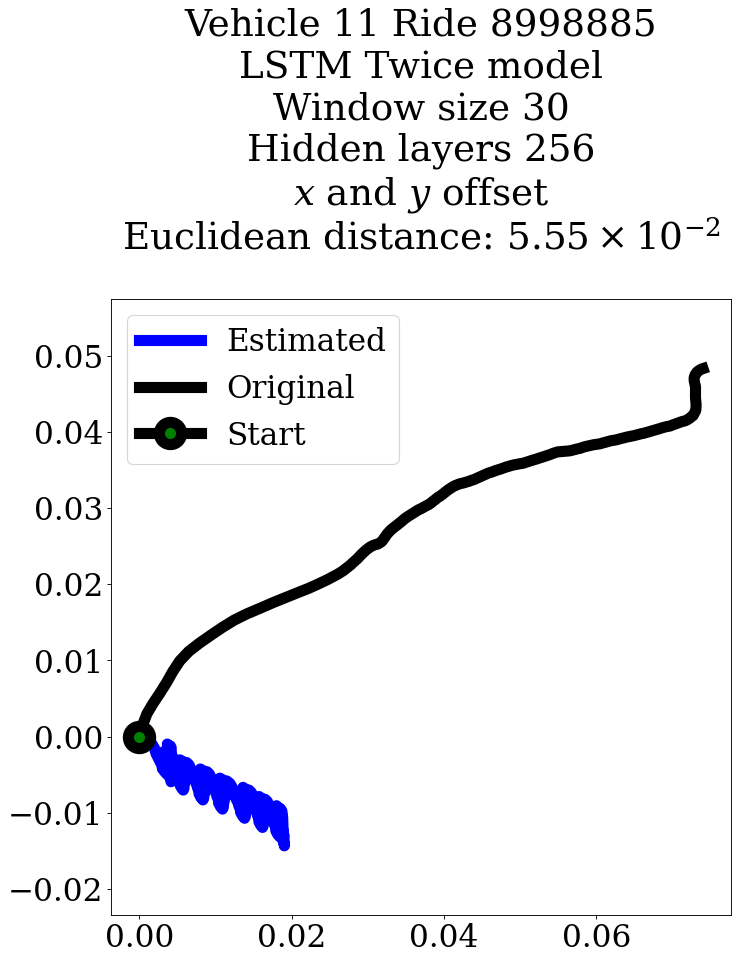 Vehicle 11 Ride 8998885
LSTM Twice model
Window size 30
Hidden layers 256
x and y offset
Euclidean distance: 5.55 × 10⁻²
Estimated
Original
Start
0.05
0.04
0.03
0.02
0.01
0.00
−0.01
−0.02
0.00 0.02 0.04 0.06